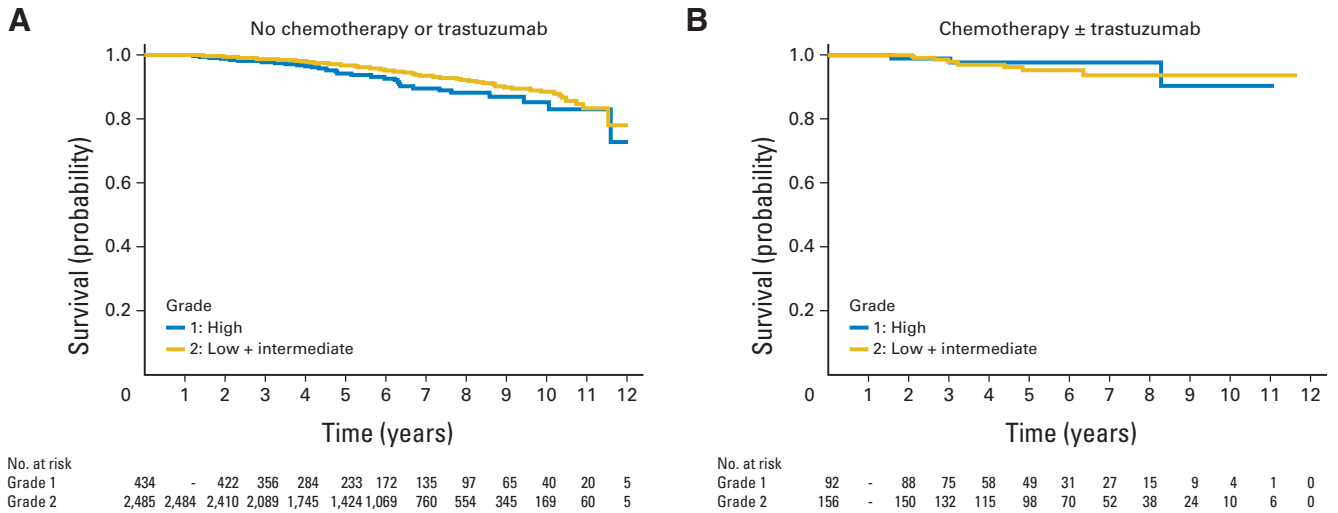 A
No chemotherapy or trastuzumab
1.0
0.8
0.6
0.4
0.2
Survival (probability)
Grade
1: High
2: Low + intermediate
0 1 2 3 4 5 6 7 8 9 10 11 12
Time (years)
No. at risk
Grade 1 434 - 422 356 284 233 172 135 97 65 40 20 5
Grade 2 2,485 2,484 2,410 2,089 1,745 1,424 1,069 760 554 345 169 60 5
B
Chemotherapy ± trastuzumab
1.0
0.8
0.6
0.4
0.2
Survival (probability)
Grade
1: High
2: Low + intermediate
0 1 2 3 4 5 6 7 8 9 10 11 12
Time (years)
No. at risk
Grade 1 92 - 88 75 58 49 31 27 15 9 4 1 0
Grade 2 156 - 150 132 115 98 70 52 38 24 10 6 0